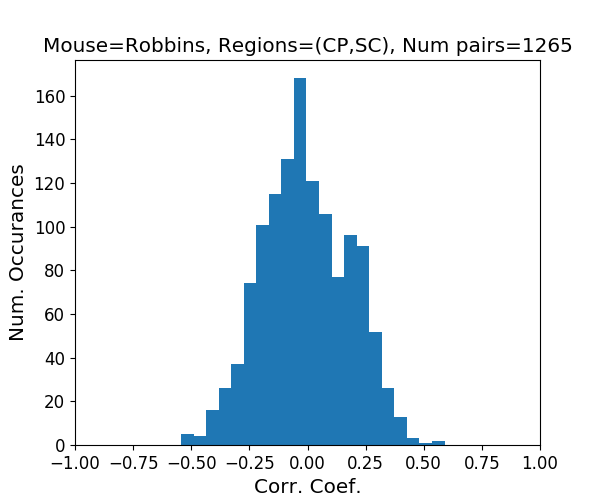 Mouse=Robbins, Regions=(CP,SC), Num pairs=1265
Num. Occurances
160
140
120
100
80
60
40
20
0
−1.00 −0.75 −0.50 −0.25 0.00 0.25 0.50 0.75 1.00
Corr. Coef.